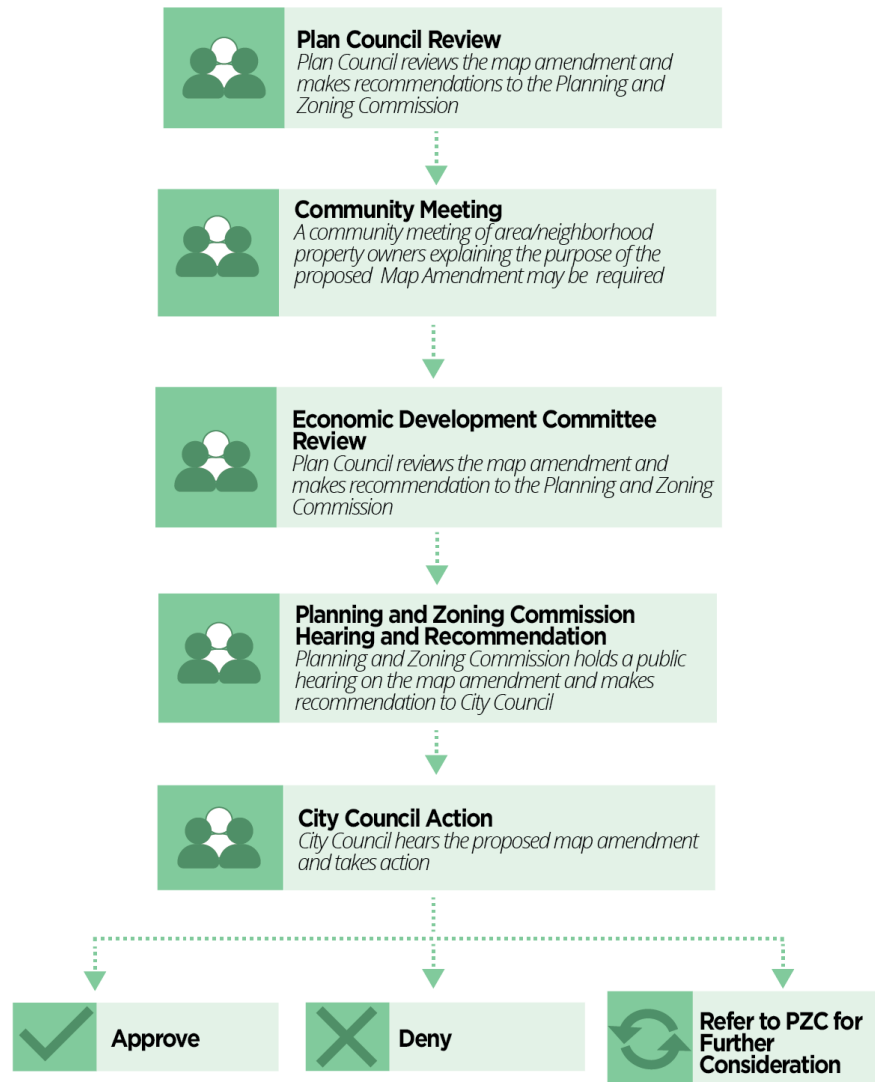 Plan Council Review
Plan Council reviews the map amendment and
makes recommendations to the Planning and
Zoning Commission
Community Meeting
A community meeting of area/neighborhood
property owners explaining the purpose of the
proposed Map Amendment may be required
Economic Development Committee
Review
Plan Council reviews the map amendment and
makes recommendation to the Planning and Zoning
Commission
Planning and Zoning Commission
Hearing and Recommendation
Planning and Zoning Commission holds a public
hearing on the map amendment and makes
recommendation to City Council
City Council Action
City Council hears the proposed map amendment
and takes action
Approve
Deny
Refer to PZC for
Further
Consideration